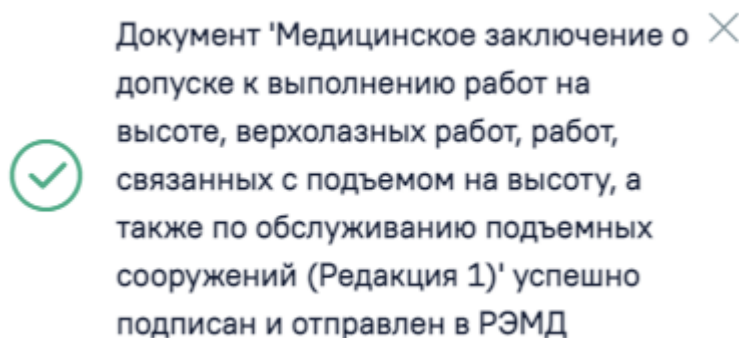 Документ 'Медицинское заключение о
допуске к выполнению работ на
высоте, верхолазных работ, работ,
связанных с подъемом на высоту, а
также по обслуживанию подъемных
сооружений (Редакция 1)' успешно
подписан и отправлен в РЭМД